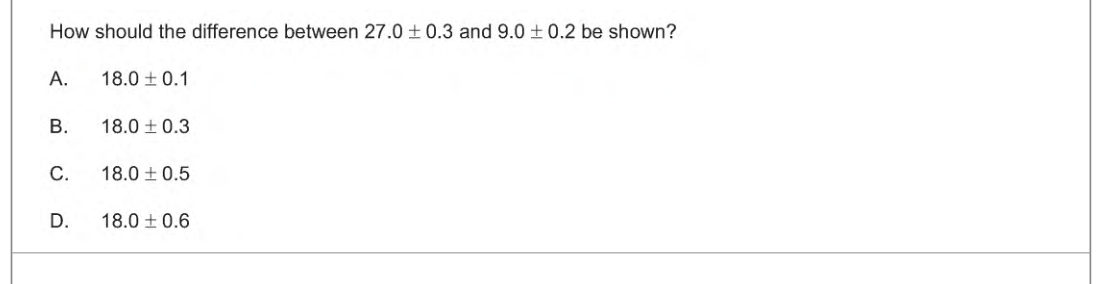 How should the difference between 27.0 ± 0.3 and 9.0 ± 0.2 be shown?
A. 18.0 ± 0.1
B. 18.0 ± 0.3
C. 18.0 ± 0.5
D. 18.0 ± 0.6